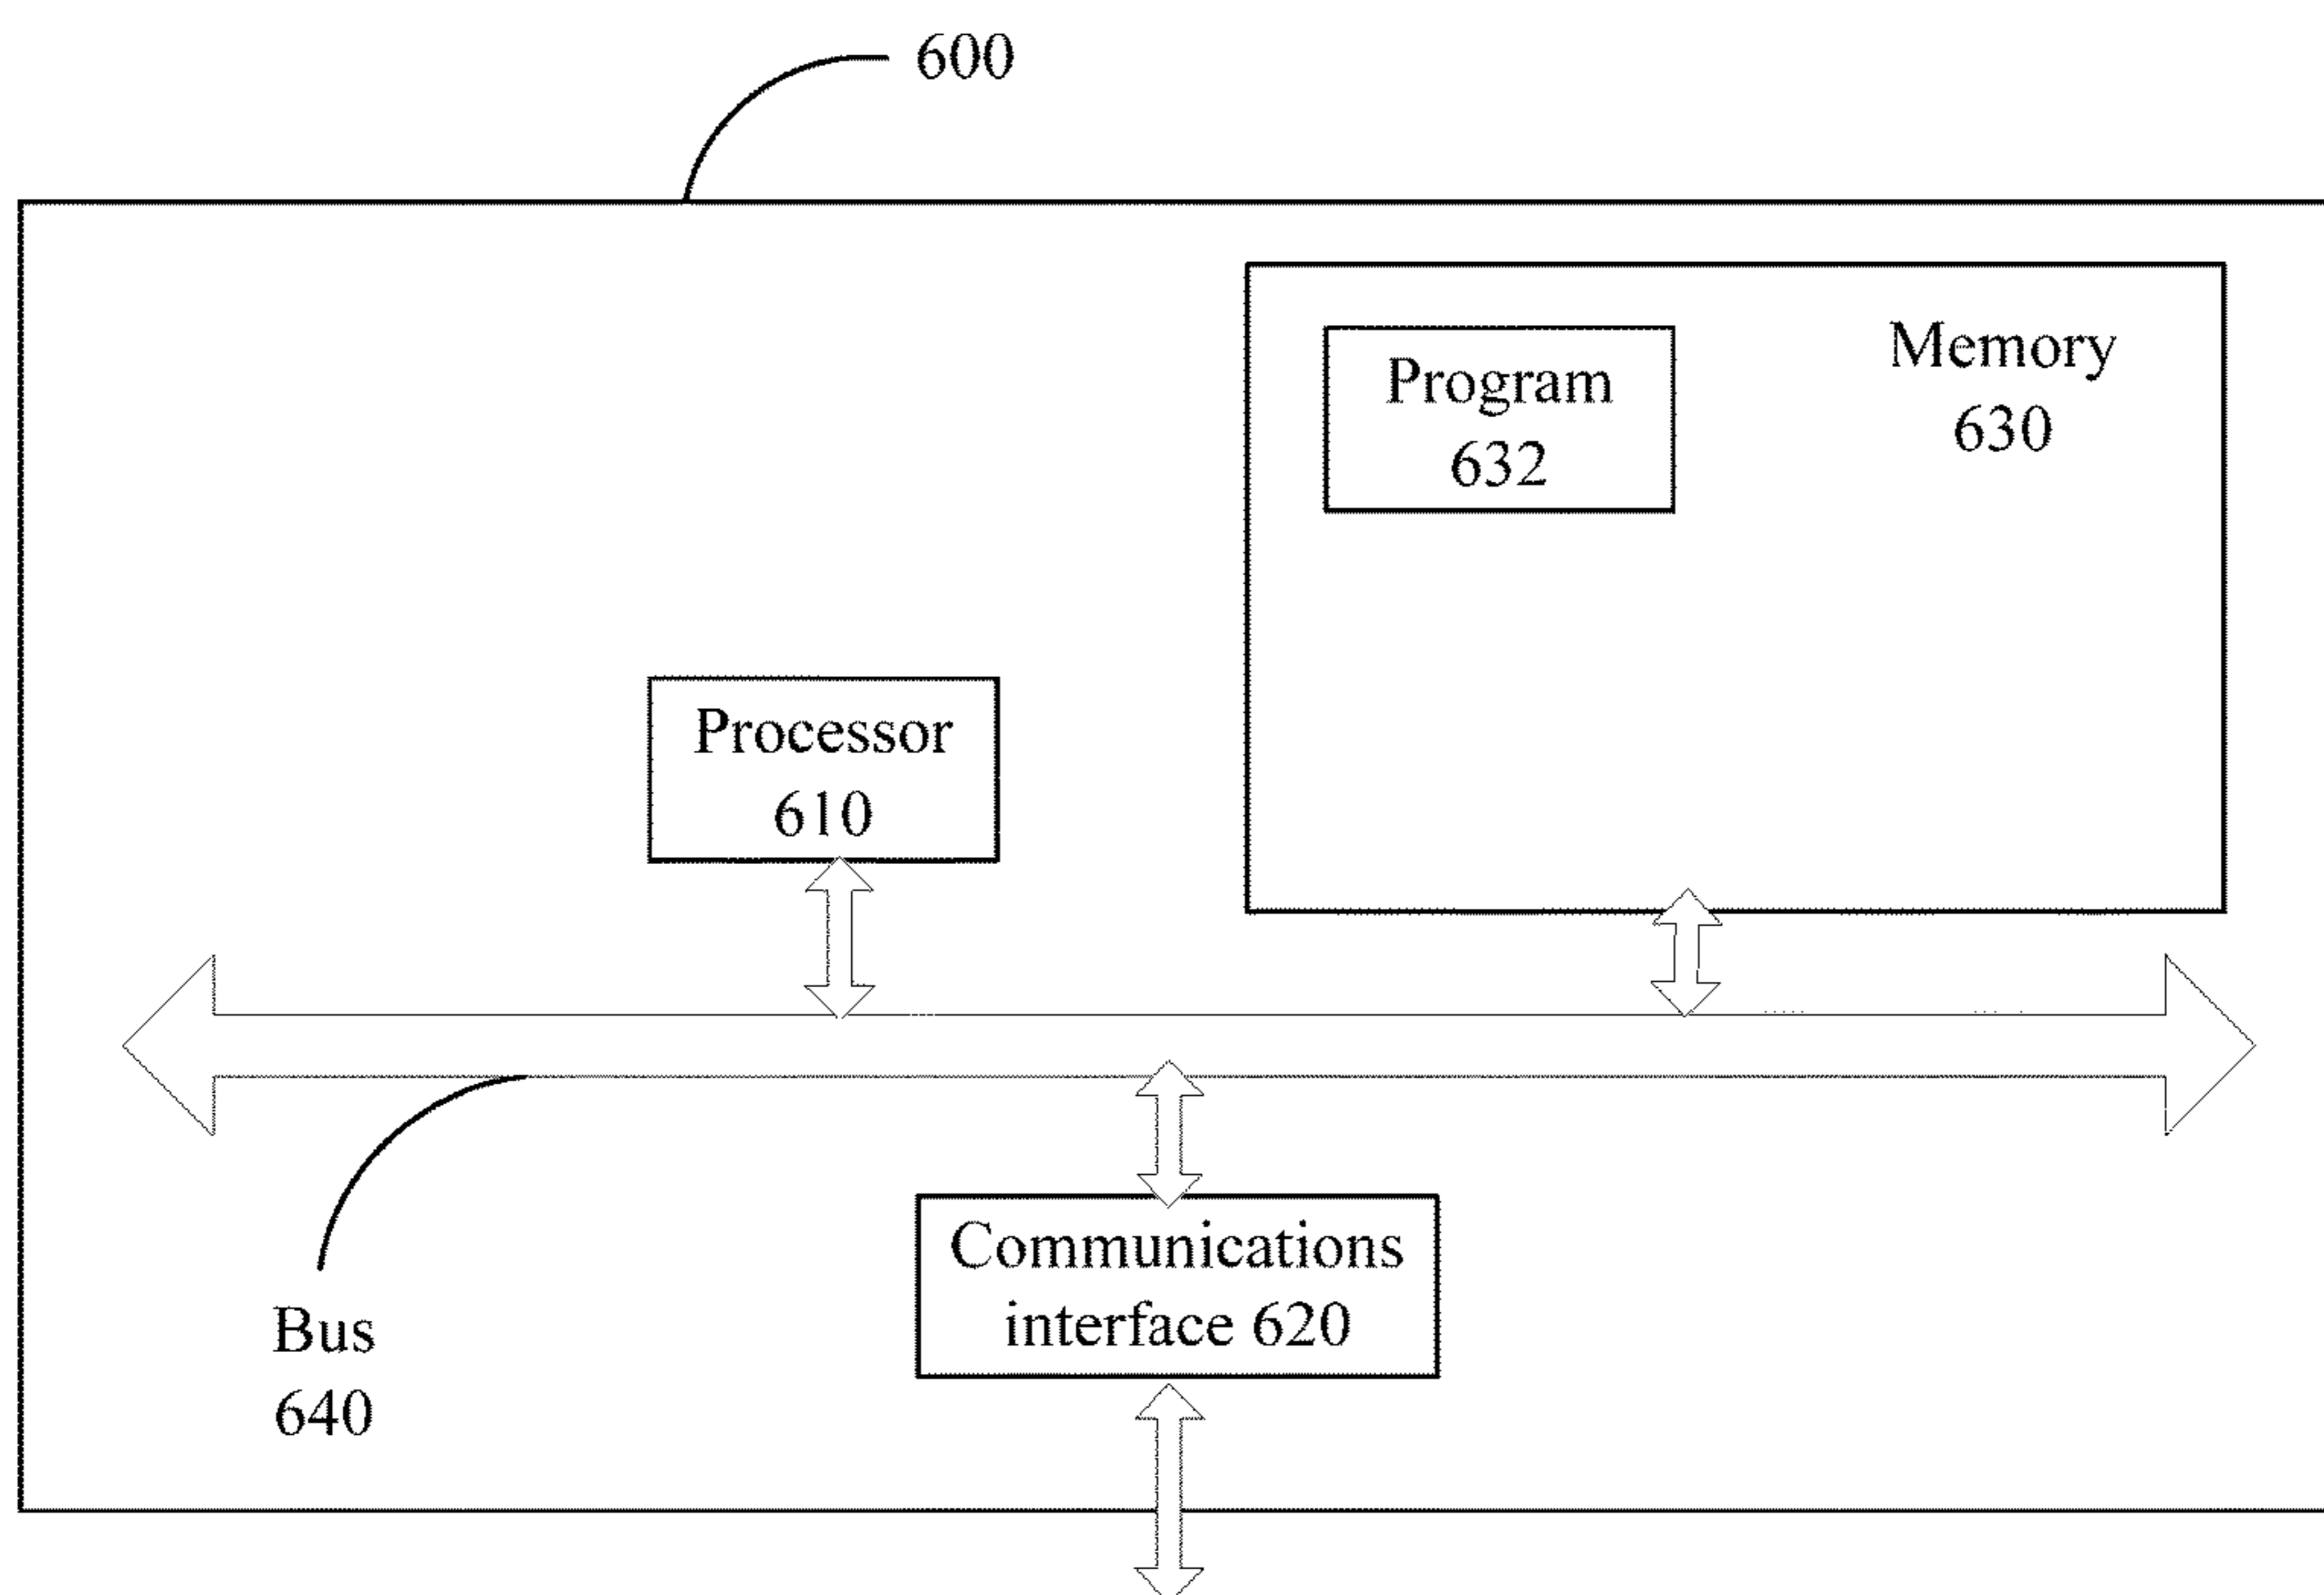 600
Memory
630
Program
632
Processor
610
Communications
interface 620
Bus
640